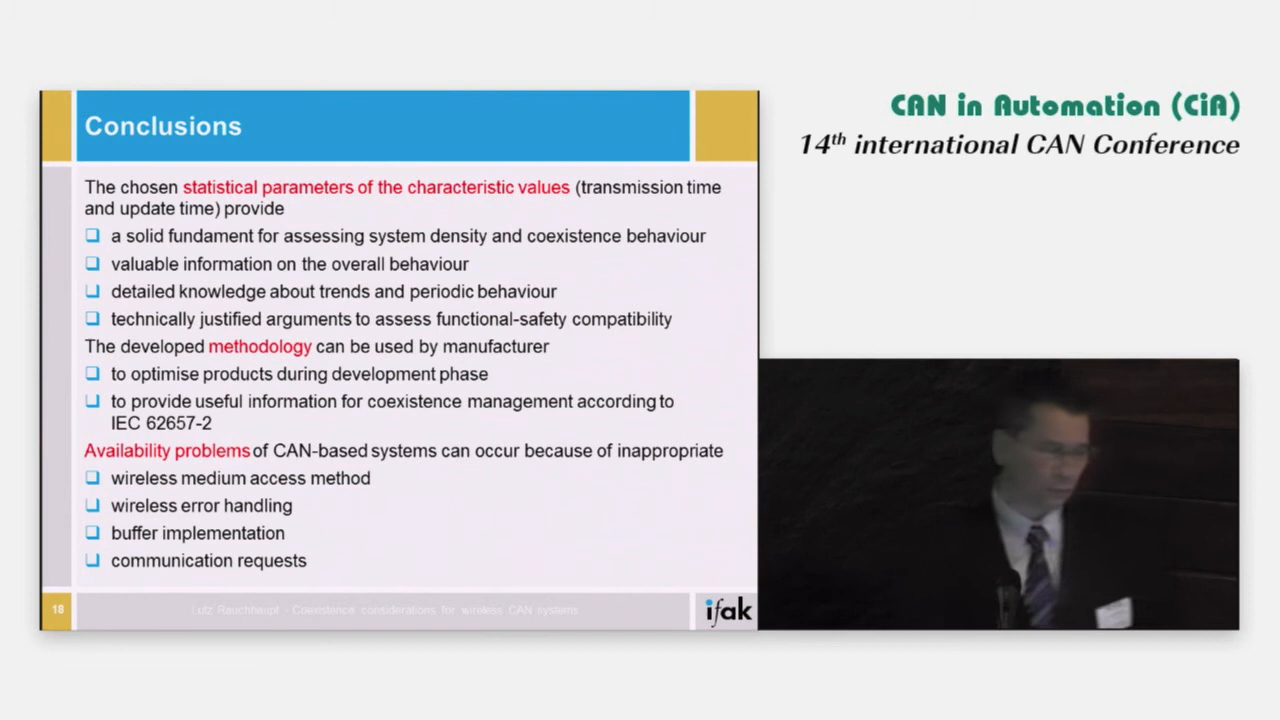 Conclusions
The chosen statistical parameters of the characteristic values (transmission time
and update time) provide
❑ a solid fundament for assessing system density and coexistence behaviour
❑ valuable information on the overall behaviour
❑ detailed knowledge about trends and periodic behaviour
❑ technically justified arguments to assess functional-safety compatibility
The developed methodology can be used by manufacturer
❑ to optimise products during development phase
❑ to provide useful information for coexistence management according to
IEC 62657-2
Availability problems of CAN-based systems can occur because of inappropriate
❑ wireless medium access method
❑ wireless error handling
❑ buffer implementation
❑ communication requests
18
Lutz Rauchhaupt - Coexistence considerations for wireless CAN systems
ifak
CAN in Automation (CiA)
14th international CAN Conference